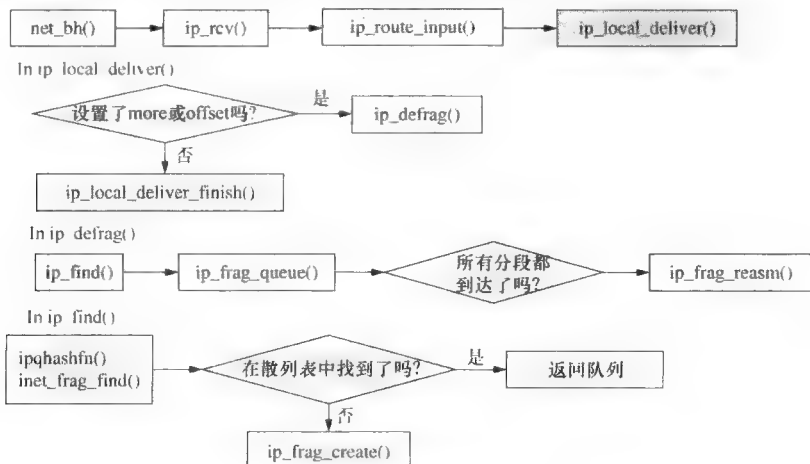 net_bh()
ip_rcv()
ip_route_input()
ip_local_deliver()
In ip_local_deliver()
设置了more或offset吗?
是
ip_defrag()
否
ip_local_deliver_finish()
In ip_defrag()
ip_find()
ip_frag_queue()
所有分段都
到达了吗?
ip_frag_reasm()
In ip_find()
ipqhashfn()
inet_frag_find()
在散列表中找到了吗?
是
返回队列
否
ip_frag_create()